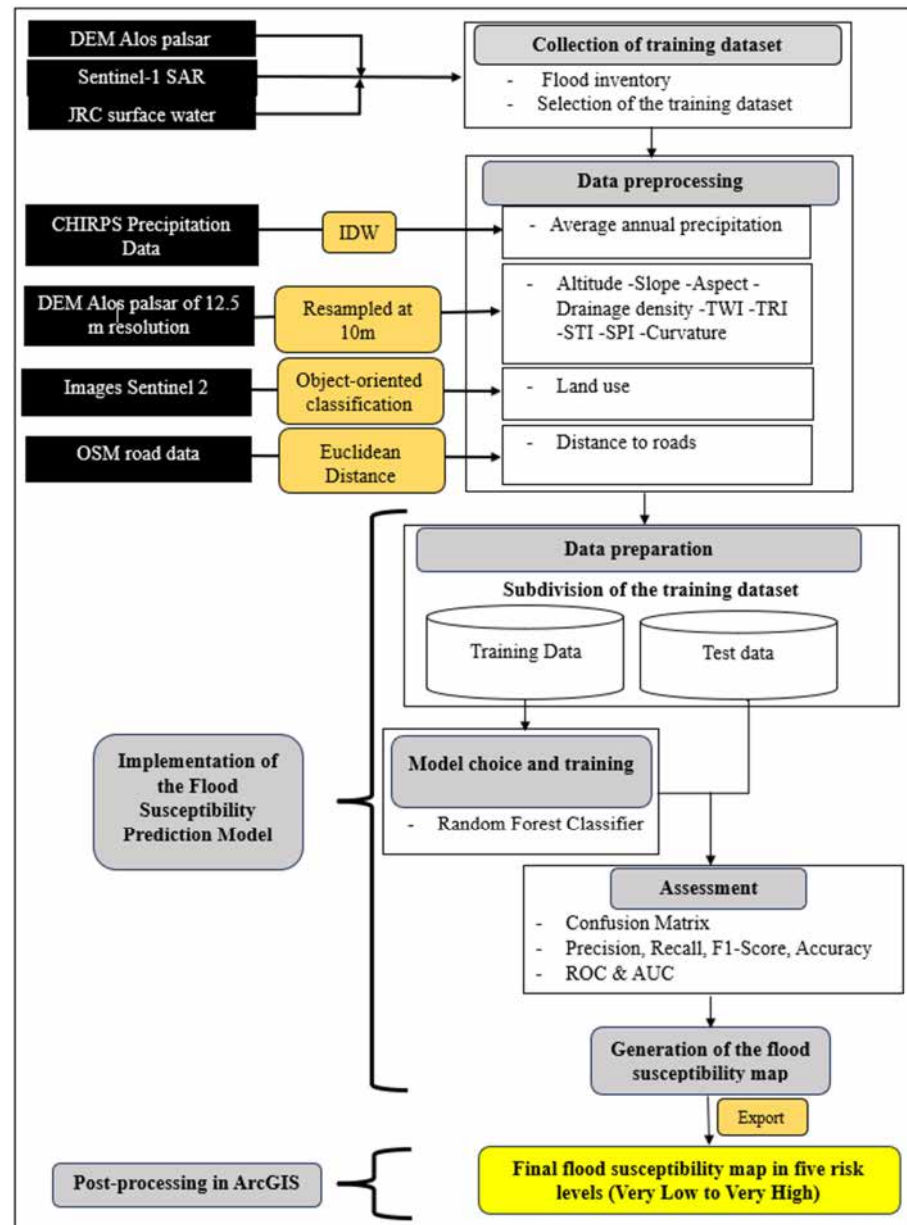 DEM Alos palsar
Sentinel-1 SAR
JRC surface water
Collection of training dataset
- Flood inventory
- Selection of the training dataset
Data preprocessing
CHIRPS Precipitation
Data
IDW
- Average annual precipitation
DEM Alos palsar of 12.5
m resolution
Resampled at
10m
- Altitude -Slope -Aspect -
Drainage density -TWI -TRI
-STI -SPI -Curvature
Images Sentinel 2
Object-oriented
classification
- Land use
OSM road data
Euclidean
Distance
- Distance to roads
Data preparation
Subdivision of the training dataset
Training Data
Test data
Implementation of
the Flood
Susceptibility
Prediction Model
Model choice and training
- Random Forest Classifier
Assessment
- Confusion Matrix
- Precision, Recall, F1-Score, Accuracy
- ROC & AUC
Generation of the flood
susceptibility map
Export
Post-processing in ArcGIS
Final flood susceptibility map in five risk
levels (Very Low to Very High)